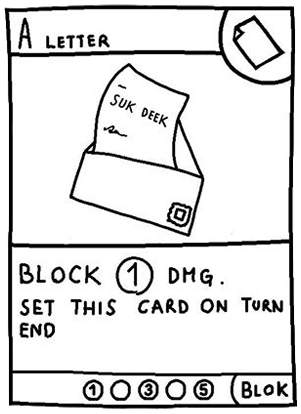 A LETTER
SUK DEEK
BLOCK 1 DMG.
SET THIS CARD ON TURN
END
1 3 5 BLOK